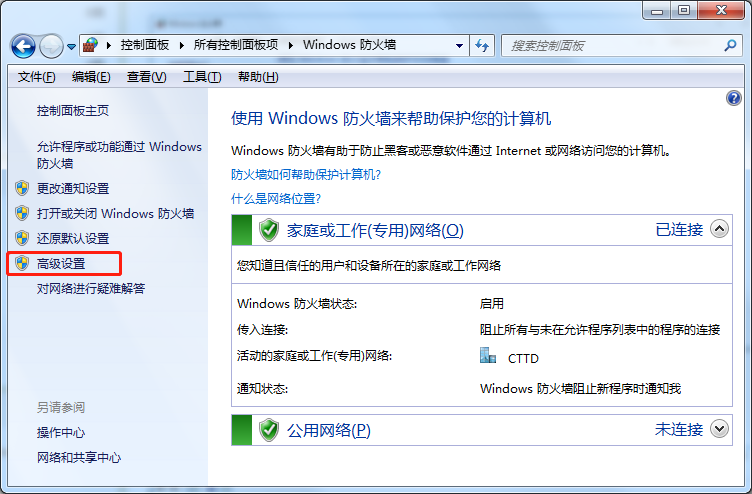 控制面板 ▸ 所有控制面板项 ▸ Windows 防火墙
搜索控制面板
文件(F) 编辑(E) 查看(V) 工具(T) 帮助(H)
控制面板主页
允许程序或功能通过 Windows
防火墙
更改通知设置
打开或关闭 Windows 防火墙
还原默认设置
高级设置
对网络进行疑难解答
另请参阅
操作中心
网络和共享中心
使用 Windows 防火墙来帮助保护您的计算机
Windows 防火墙有助于防止黑客或恶意软件通过 Internet 或网络访问您的计算机。
防火墙如何帮助保护计算机?
什么是网络位置?
家庭或工作(专用)网络(O) 已连接
您知道且信任的用户和设备所在的家庭或工作网络
Windows 防火墙状态: 启用
传入连接: 阻止所有与未在允许程序列表中的程序的连接
活动的家庭或工作(专用)网络: CTTD
通知状态: Windows 防火墙阻止新程序时通知我
公用网络(P) 未连接